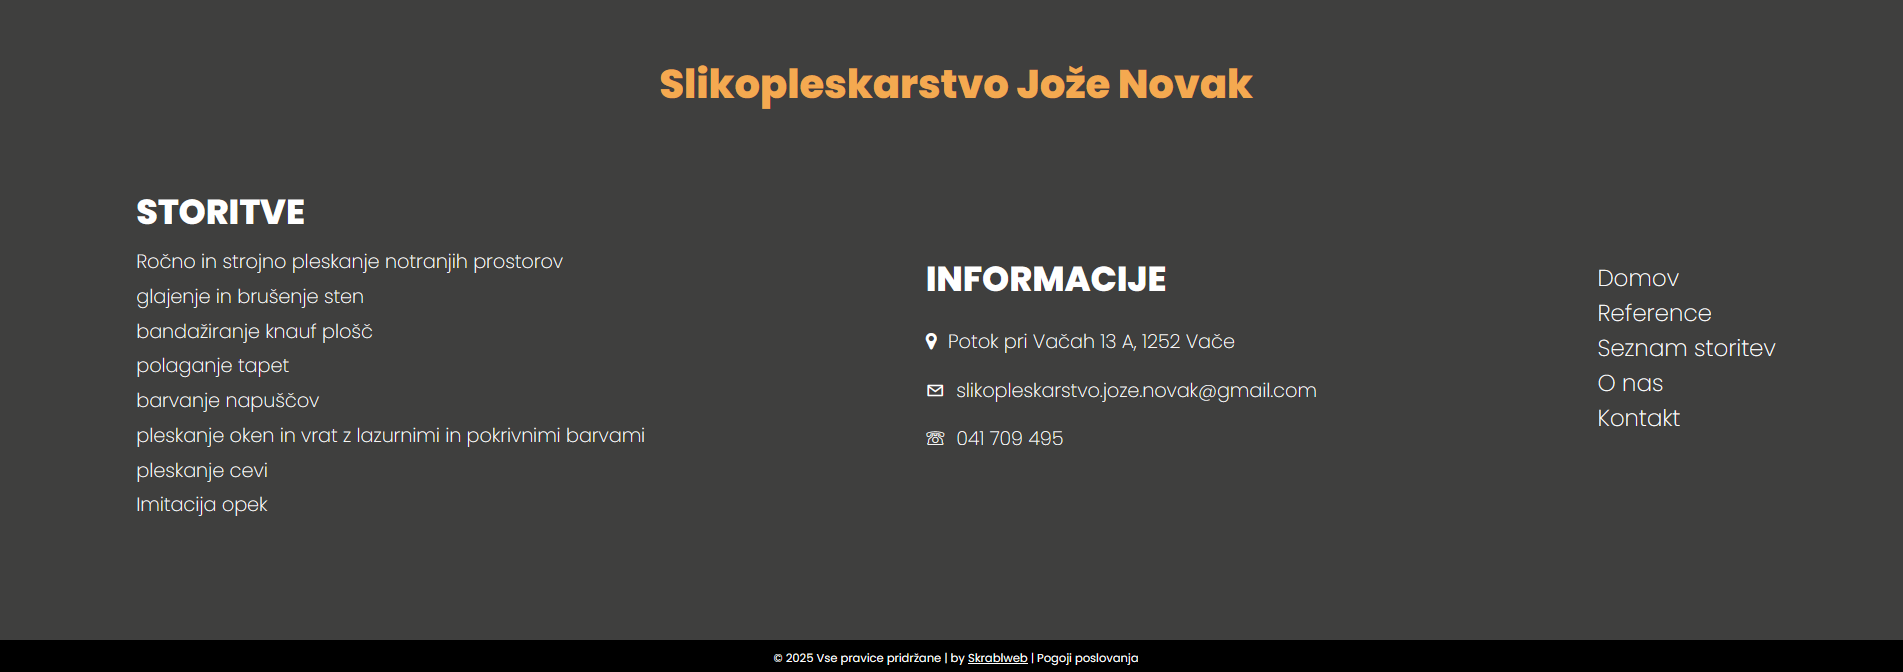 Slikopleskarstvo Jože Novak
STORITVE
Ročno in strojno pleskanje notranjih prostorov
glajenje in brušenje sten
bandažiranje knauf plošč
polaganje tapet
barvanje napuščov
pleskanje oken in vrat z lazurnimi in pokrivnimi barvami
pleskanje cevi
Imitacija opek
INFORMACIJE
Potok pri Vačah 13 A, 1252 Vače
slikopleskarstvo.joze.novak@gmail.com
041 709 495
Domov
Reference
Seznam storitev
O nas
Kontakt
© 2025 Vse pravice pridržane | by Skrablweb | Pogoji poslovanja